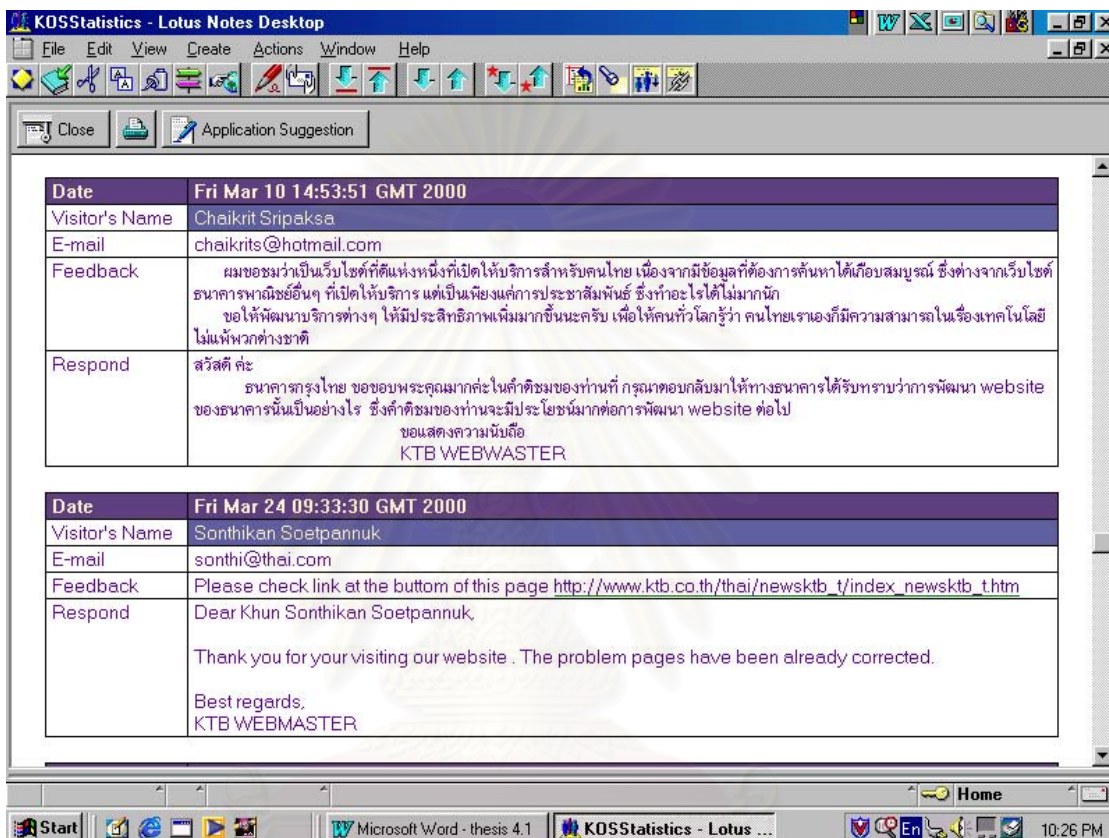 KOSStatistics - Lotus Notes Desktop
File Edit View Create Actions Window Help
Close Application Suggestion
Date Fri Mar 10 14:53:51 GMT 2000
Visitor's Name Chaikrit Sripaksa
E-mail chaikrits@hotmail.com
Feedback ผมขอชมว่าเป็นเว็บไซต์ที่ดีแห่งหนึ่งที่เปิดให้บริการสำหรับคนไทย เนื่องจากมีข้อมูลที่ต้องการค้นหาได้เกือบสมบูรณ์ ซึ่งต่างจากเว็บไซต์
ธนาคารพาณิชย์อื่นๆ ที่เปิดให้บริการ แต่เป็นเพียงแค่การประชาสัมพันธ์ ซึ่งทำอะไรได้ไม่มากนัก
ขอให้พัฒนาบริการต่างๆ ให้มีประสิทธิภาพเพิ่มมากขึ้นนะครับ เพื่อให้คนทั่วโลกรู้ว่า คนไทยเราเองก็มีความสามารถในเรื่องเทคโนโลยี
ไม่แพ้พวกต่างชาติ
Respond สวัสดี ค่ะ
ธนาคารกรุงไทย ขอขอบพระคุณมากค่ะในคำติชมของท่านที่ กรุณาตอบกลับมาให้ทางธนาคารได้รับทราบว่าการพัฒนา website
ของธนาคารนั้นเป็นอย่างไร ซึ่งคำติชมของท่านจะมีประโยชน์มากต่อการพัฒนา website ต่อไป
ขอแสดงความนับถือ
KTB WEBWASTER
Date Fri Mar 24 09:33:30 GMT 2000
Visitor's Name Sonthikan Soetpannuk
E-mail sonthi@thai.com
Feedback Please check link at the buttom of this page http://www.ktb.co.th/thai/newsktb_t/index_newsktb_t.htm
Respond Dear Khun Sonthikan Soetpannuk,
Thank you for your visiting our website . The problem pages have been already corrected.
Best regards,
KTB WEBMASTER
Home
Start Microsoft Word - thesis 4.1 KOSStatistics - Lotus ... En 10:26 PM